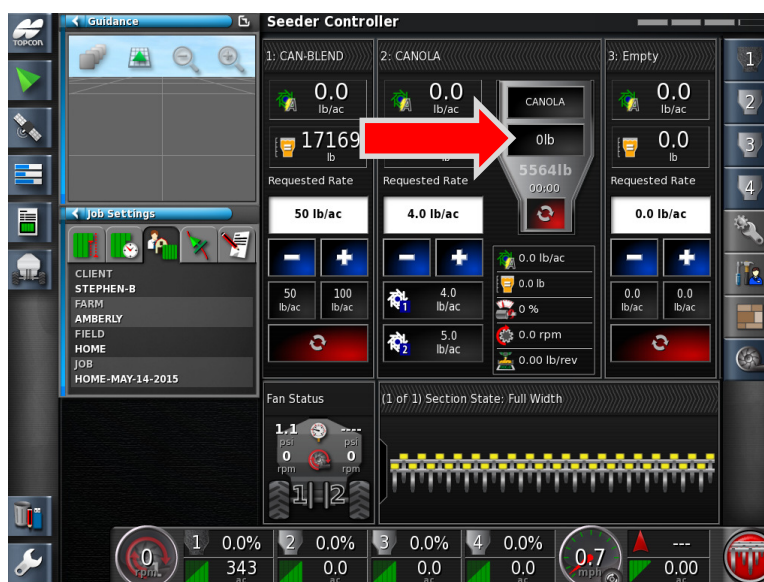 TOPCON
Guidance
Job Settings
CLIENT
STEPHEN-B
FARM
AMBERLY
FIELD
HOME
JOB
HOME-MAY-14-2015
Seeder Controller
1: CAN-BLEND
0.0
lb/ac
17169
lb
Requested Rate
50 lb/ac
50 100
lb/ac lb/ac
2: CANOLA
0.0
lb/ac
lb
Requested Rate
4.0 lb/ac
1 4.0
lb/ac
2 5.0
lb/ac
CANOLA
0lb
5564lb
00:00
0.0 lb/ac
0.0 lb
0 %
0.0 rpm
0.00 lb/rev
3: Empty
0.0
lb/ac
0.0
lb
Requested Rate
0.0 lb/ac
0.0 0.0
lb/ac lb/ac
1
2
3
4
Fan Status
1.1 ----
psi psi
0 0
rpm rpm
1 2
(1 of 1) Section State: Full Width
0
rpm
1 0.0%
343
ac
2 0.0%
0.0
ac
3 0.0%
0.0
ac
4 0.0%
0.0
ac
0.7
mph
---
0.00
ac